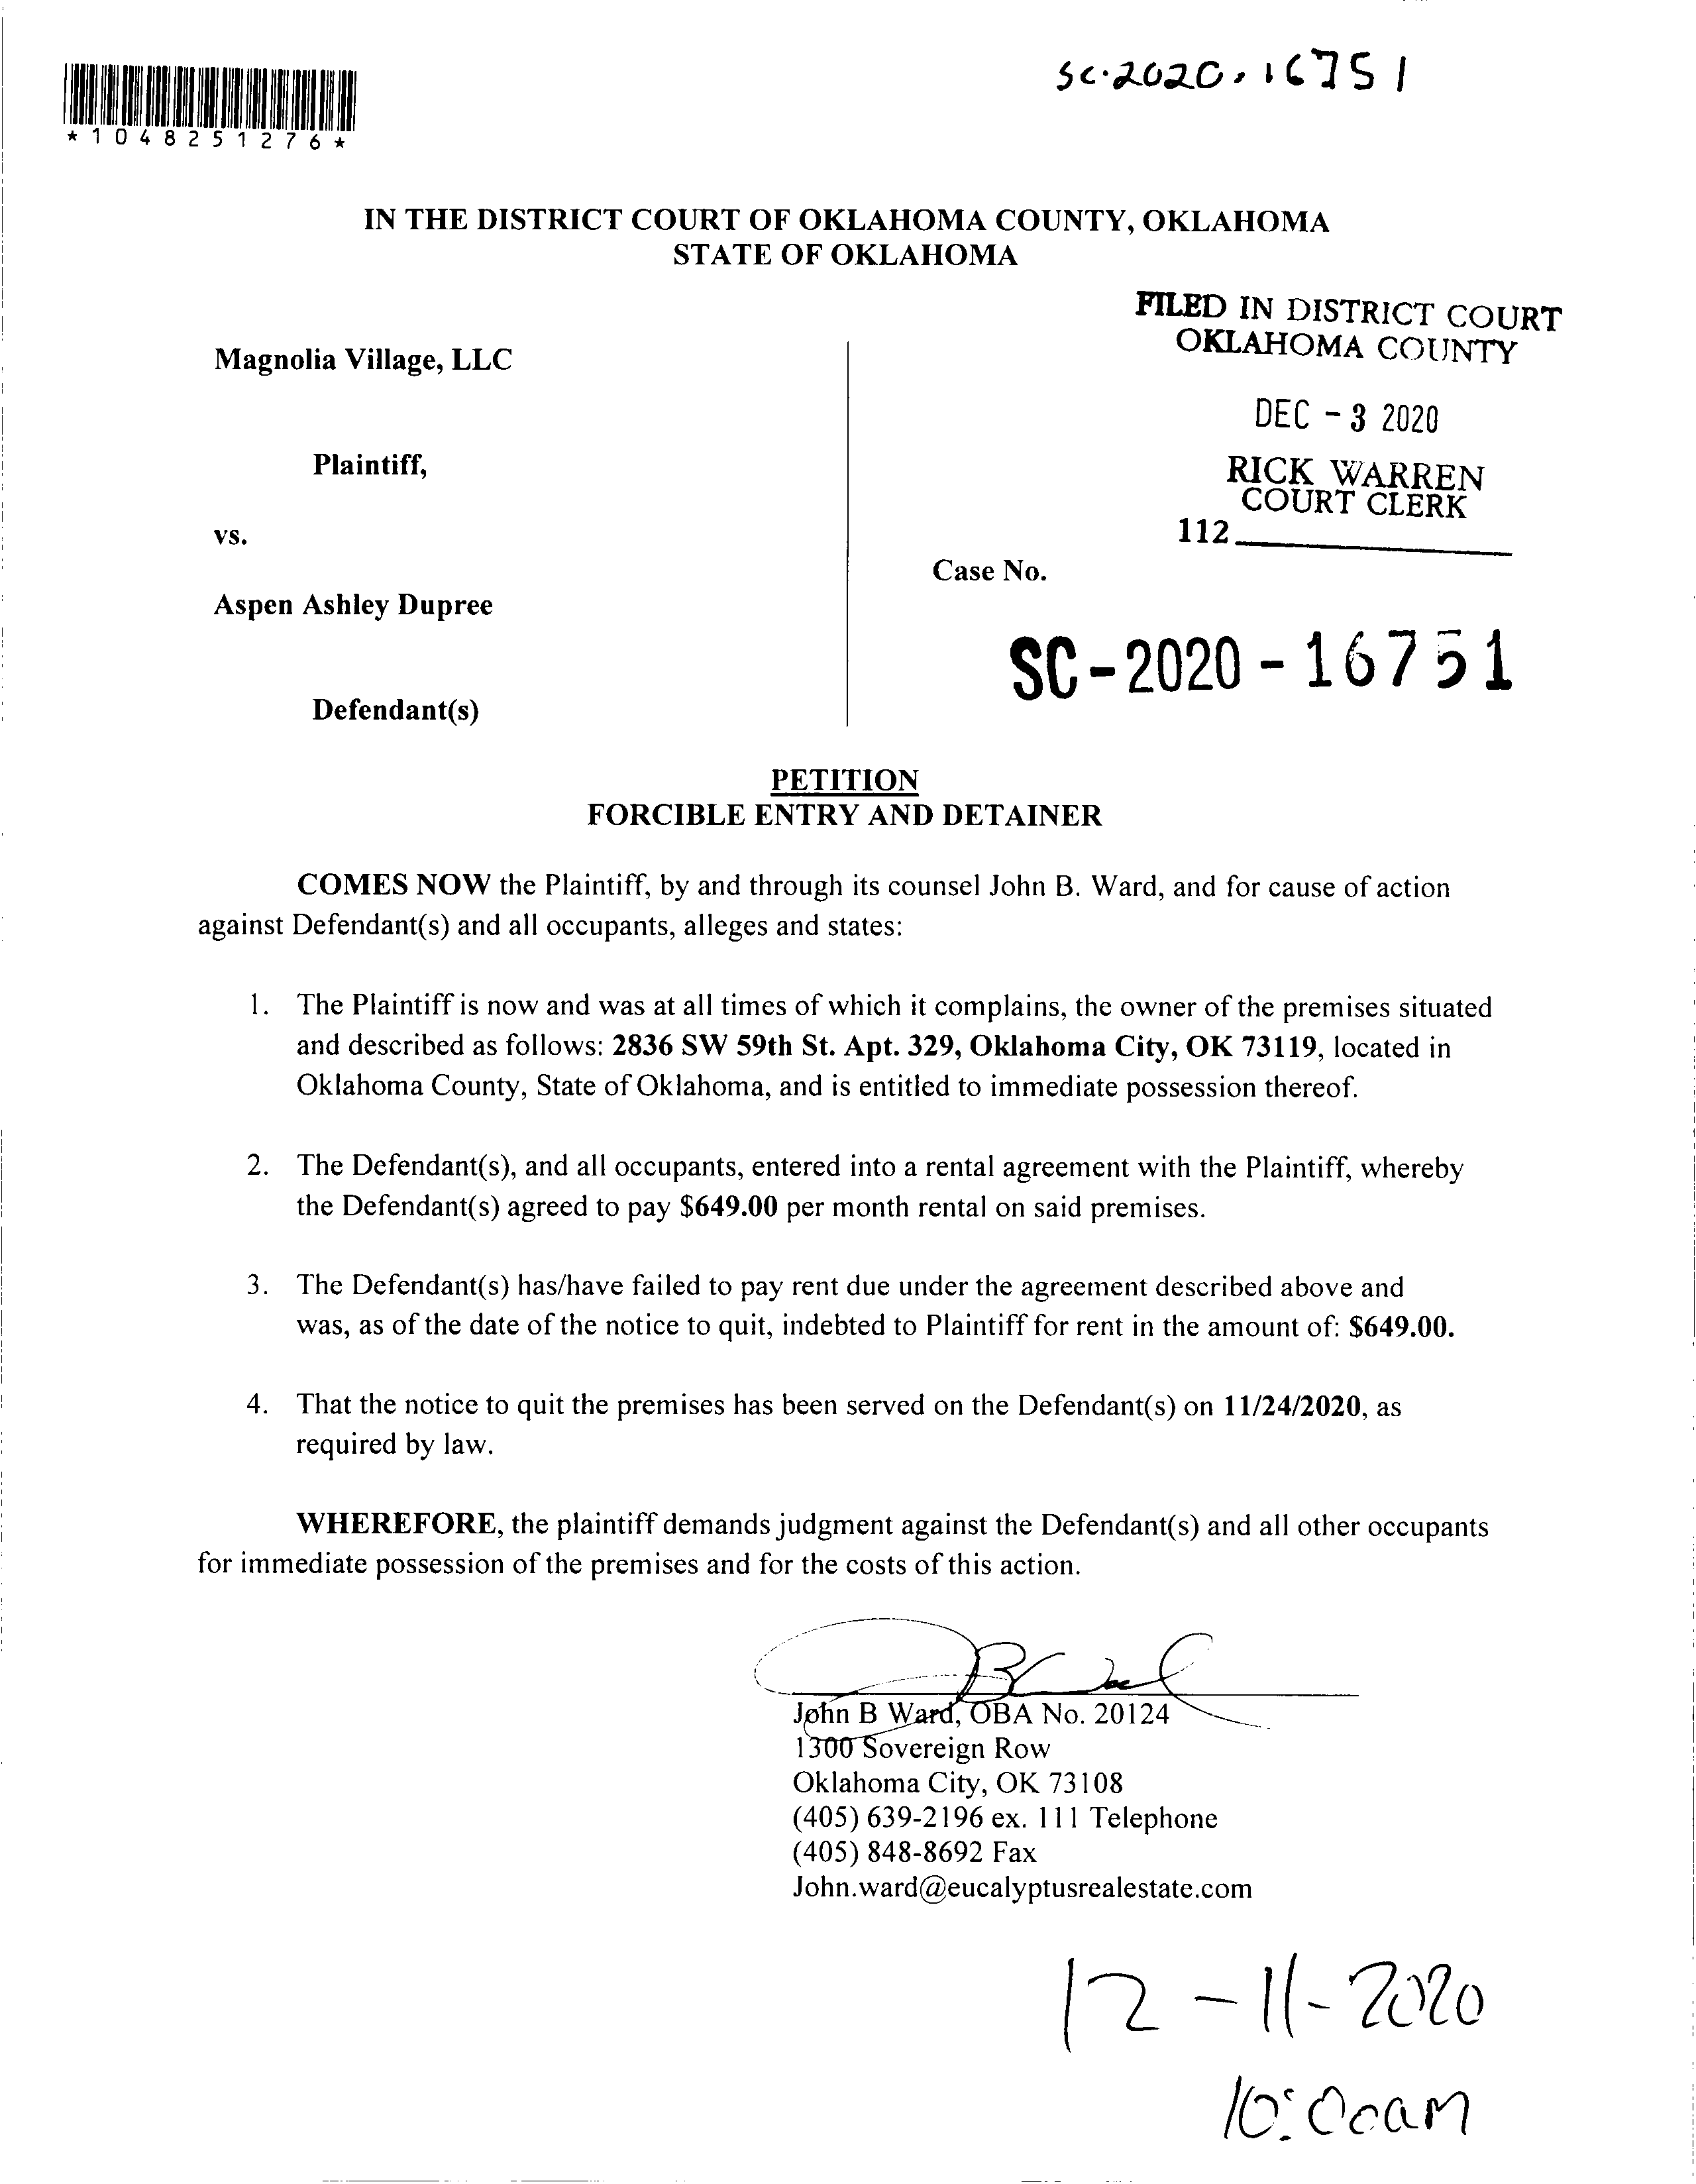 sc.2020.16751
*1048251276*
IN THE DISTRICT COURT OF OKLAHOMA COUNTY, OKLAHOMA
STATE OF OKLAHOMA
FILED IN DISTRICT COURT
OKLAHOMA COUNTY
Magnolia Village, LLC
DEC - 3 2020
Plaintiff,
RICK WARREN
COURT CLERK
112
vs.
Case No.
Aspen Ashley Dupree
SC-2020-16751
Defendant(s)
PETITION
FORCIBLE ENTRY AND DETAINER
COMES NOW the Plaintiff, by and through its counsel John B. Ward, and for cause of action
against Defendant(s) and all occupants, alleges and states:
1. The Plaintiff is now and was at all times of which it complains, the owner of the premises situated
and described as follows: 2836 SW 59th St. Apt. 329, Oklahoma City, OK 73119, located in
Oklahoma County, State of Oklahoma, and is entitled to immediate possession thereof.
2. The Defendant(s), and all occupants, entered into a rental agreement with the Plaintiff, whereby
the Defendant(s) agreed to pay $649.00 per month rental on said premises.
3. The Defendant(s) has/have failed to pay rent due under the agreement described above and
was, as of the date of the notice to quit, indebted to Plaintiff for rent in the amount of: $649.00.
4. That the notice to quit the premises has been served on the Defendant(s) on 11/24/2020, as
required by law.
WHEREFORE, the plaintiff demands judgment against the Defendant(s) and all other occupants
for immediate possession of the premises and for the costs of this action.
John B Ward, OBA No. 20124
1300 Sovereign Row
Oklahoma City, OK 73108
(405) 639-2196 ex. 111 Telephone
(405) 848-8692 Fax
John.ward@eucalyptusrealestate.com
12-11-2020
10:00am